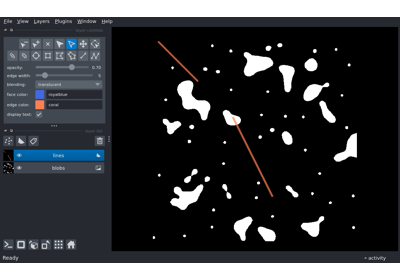 File View Plugins Window Help
opacity: 0.70
edge width: 5
blending: translucent
face color: royalblue
edge color: coral
display text: ✓
lines
blobs
Ready
activity